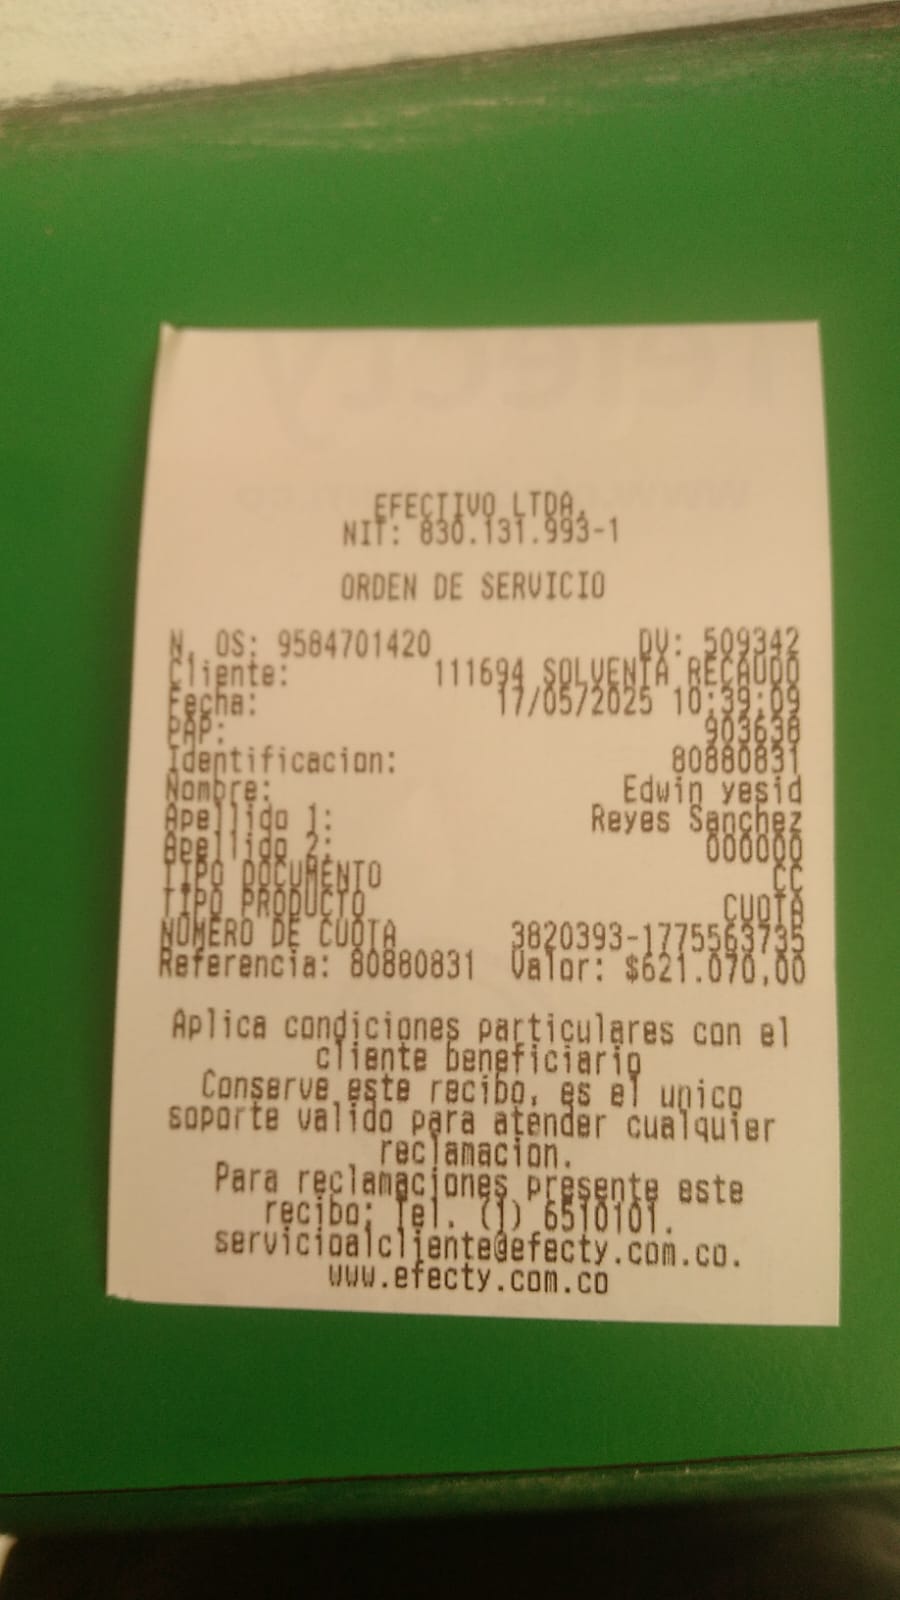 EFECTIVO LTDA.
NIT: 830.131.993-1
ORDEN DE SERVICIO
N. OS: 9584701420 DV: 509342
Cliente: 111694 SOLVENTA RECAUDO
Fecha: 17/05/2025 10:39:09
PAP: 903638
Identificacion: 80880831
Nombre: Edwin yesid
Apellido 1: Reyes Sanchez
Apellido 2: 000000
TIPO DOCUMENTO CC
TIPO PRODUCTO CUOTA
NUMERO DE CUOTA 3820393-1775563735
Referencia: 80880831 Valor: $621.070,00
Aplica condiciones particulares con el
cliente beneficiario
Conserve este recibo, es el unico
soporte valido para atender cualquier
reclamacion.
Para reclamaciones presente este
recibo: Tel. (1) 6510101.
servicioalcliente@efecty.com.co.
www.efecty.com.co